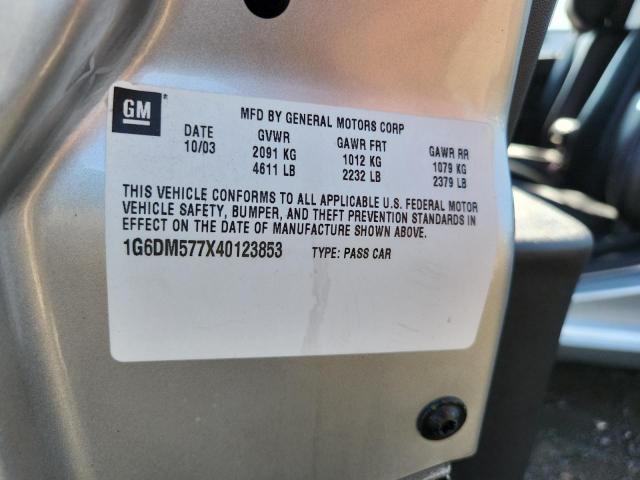 GM
MFD BY GENERAL MOTORS CORP
DATE GVWR GAWR FRT GAWR RR
10/03 2091 KG 1012 KG 1079 KG
4611 LB 2232 LB 2379 LB
THIS VEHICLE CONFORMS TO ALL APPLICABLE U.S. FEDERAL MOTOR
VEHICLE SAFETY, BUMPER, AND THEFT PREVENTION STANDARDS IN
EFFECT ON THE DATE OF MANUFACTURE SHOWN ABOVE.
1G6DM577X40123853 TYPE: PASS CAR